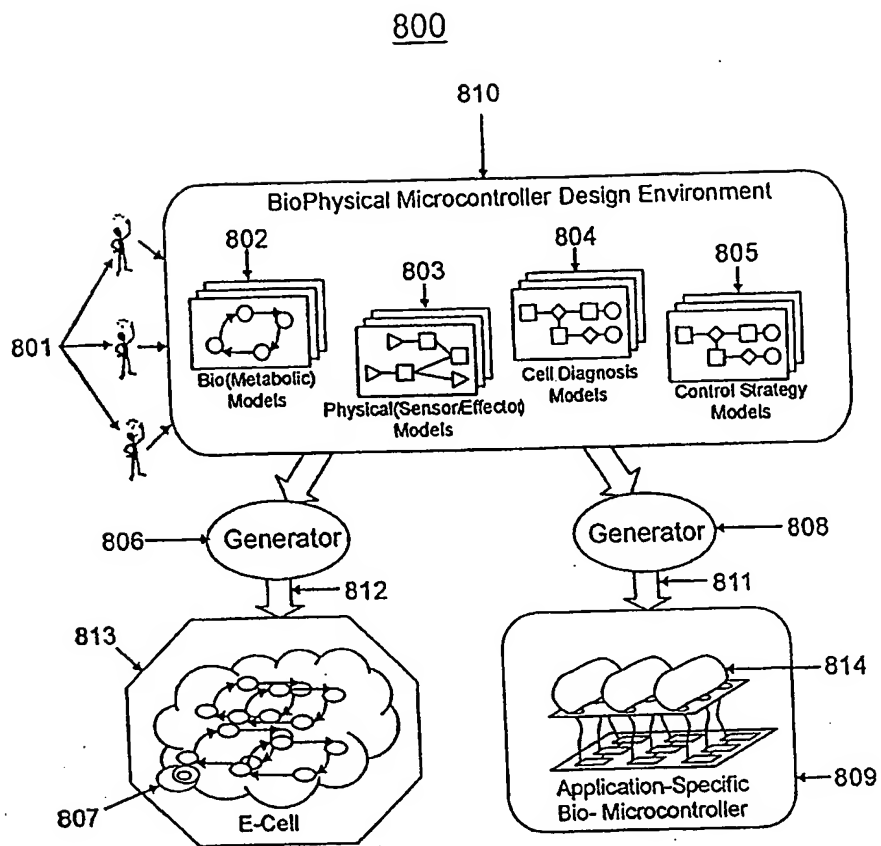 800
810
BioPhysical Microcontroller Design Environment
802
803
804
805
801
Bio(Metabolic)
Models
Physical(Sensor/Effector)
Models
Cell Diagnosis
Models
Control Strategy
Models
806
Generator
Generator
808
812
811
813
814
807
E-Cell
Application-Specific
Bio- Microcontroller
809